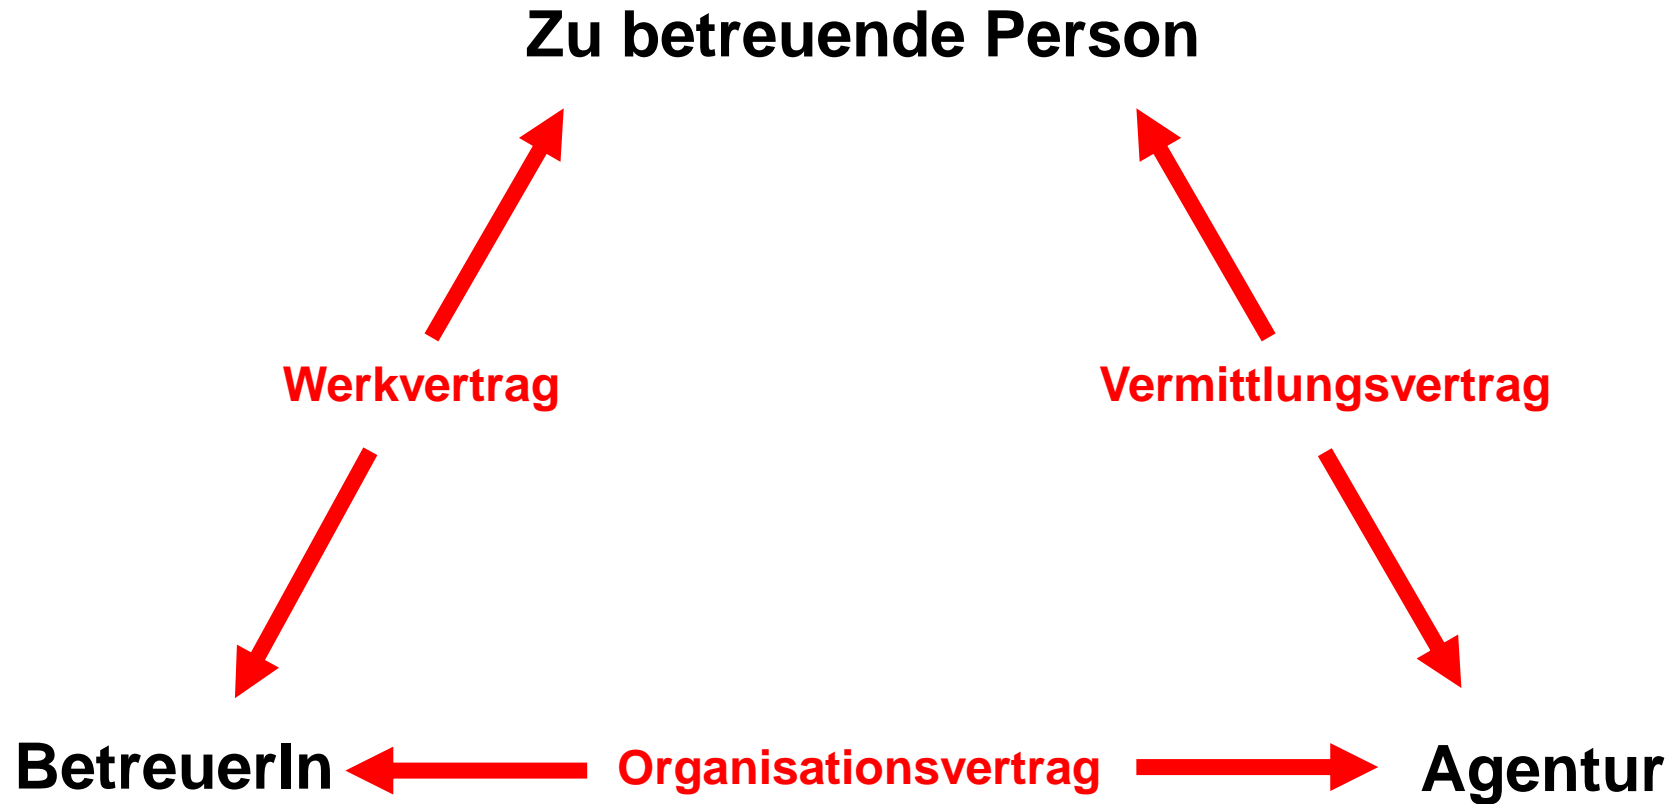 Zu betreuende Person
Werkvertrag
Vermittlungsvertrag
BetreuerIn
Organisationsvertrag
Agentur